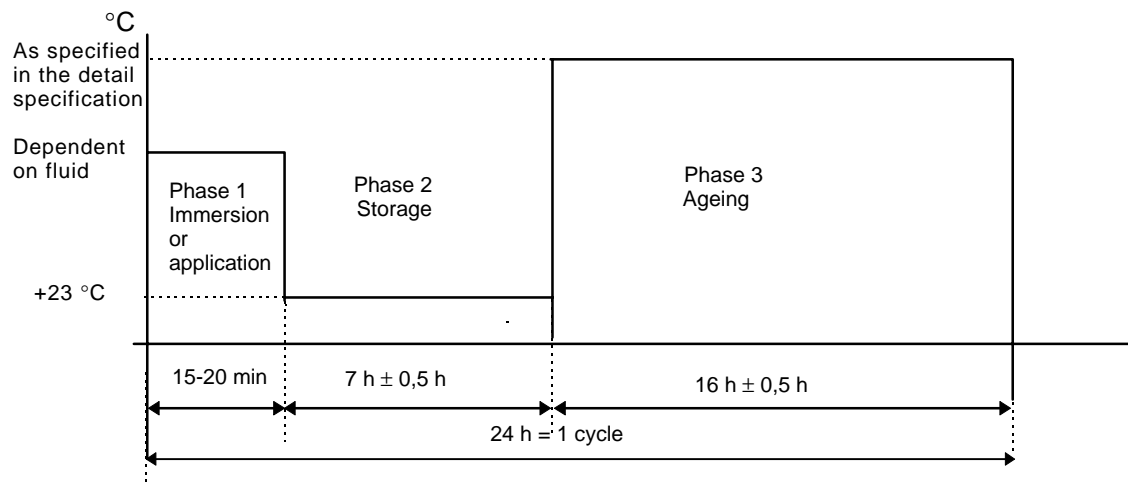 °C
As specified
in the detail
specification
Dependent
on fluid
Phase 1
Immersion
or
application
Phase 2
Storage
Phase 3
Ageing
+23 °C
15-20 min
7 h ± 0,5 h
16 h ± 0,5 h
24 h = 1 cycle